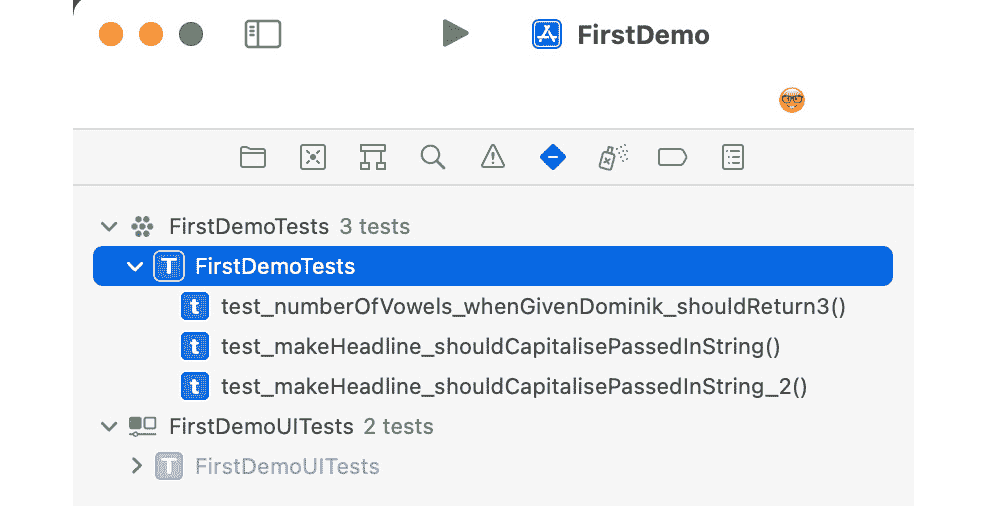 FirstDemo
FirstDemoTests 3 tests
T FirstDemoTests
t test_numberOfVowels_whenGivenDominik_shouldReturn3()
t test_makeHeadline_shouldCapitalisePassedInString()
t test_makeHeadline_shouldCapitalisePassedInString_2()
FirstDemoUITests 2 tests
T FirstDemoUITests